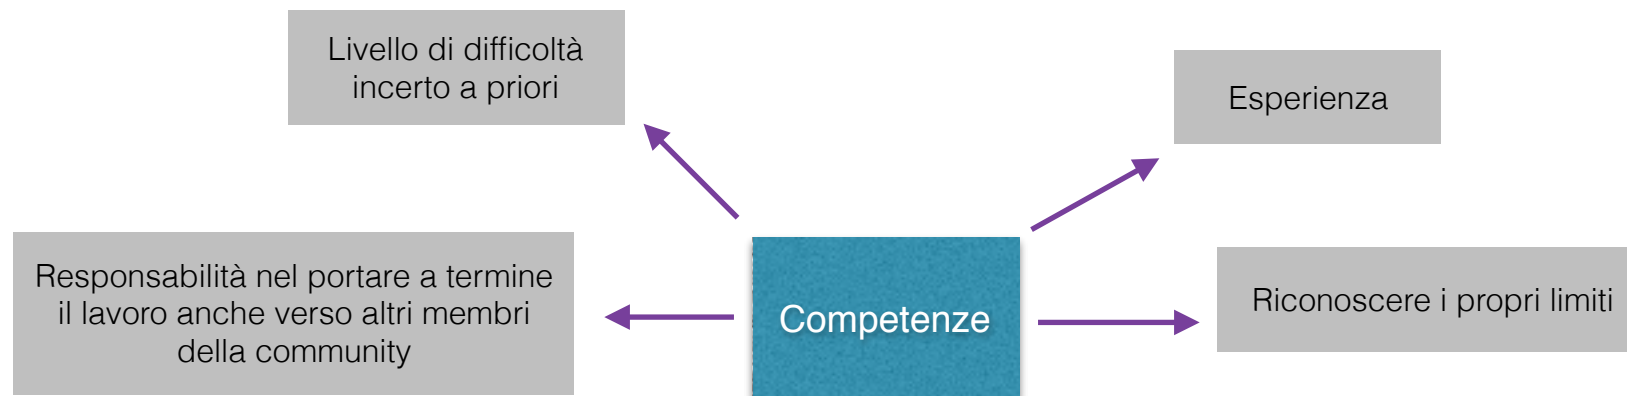 Livello di difficoltà
incerto a priori
Esperienza
Responsabilità nel portare a termine
il lavoro anche verso altri membri
della community
Competenze
Riconoscere i propri limiti